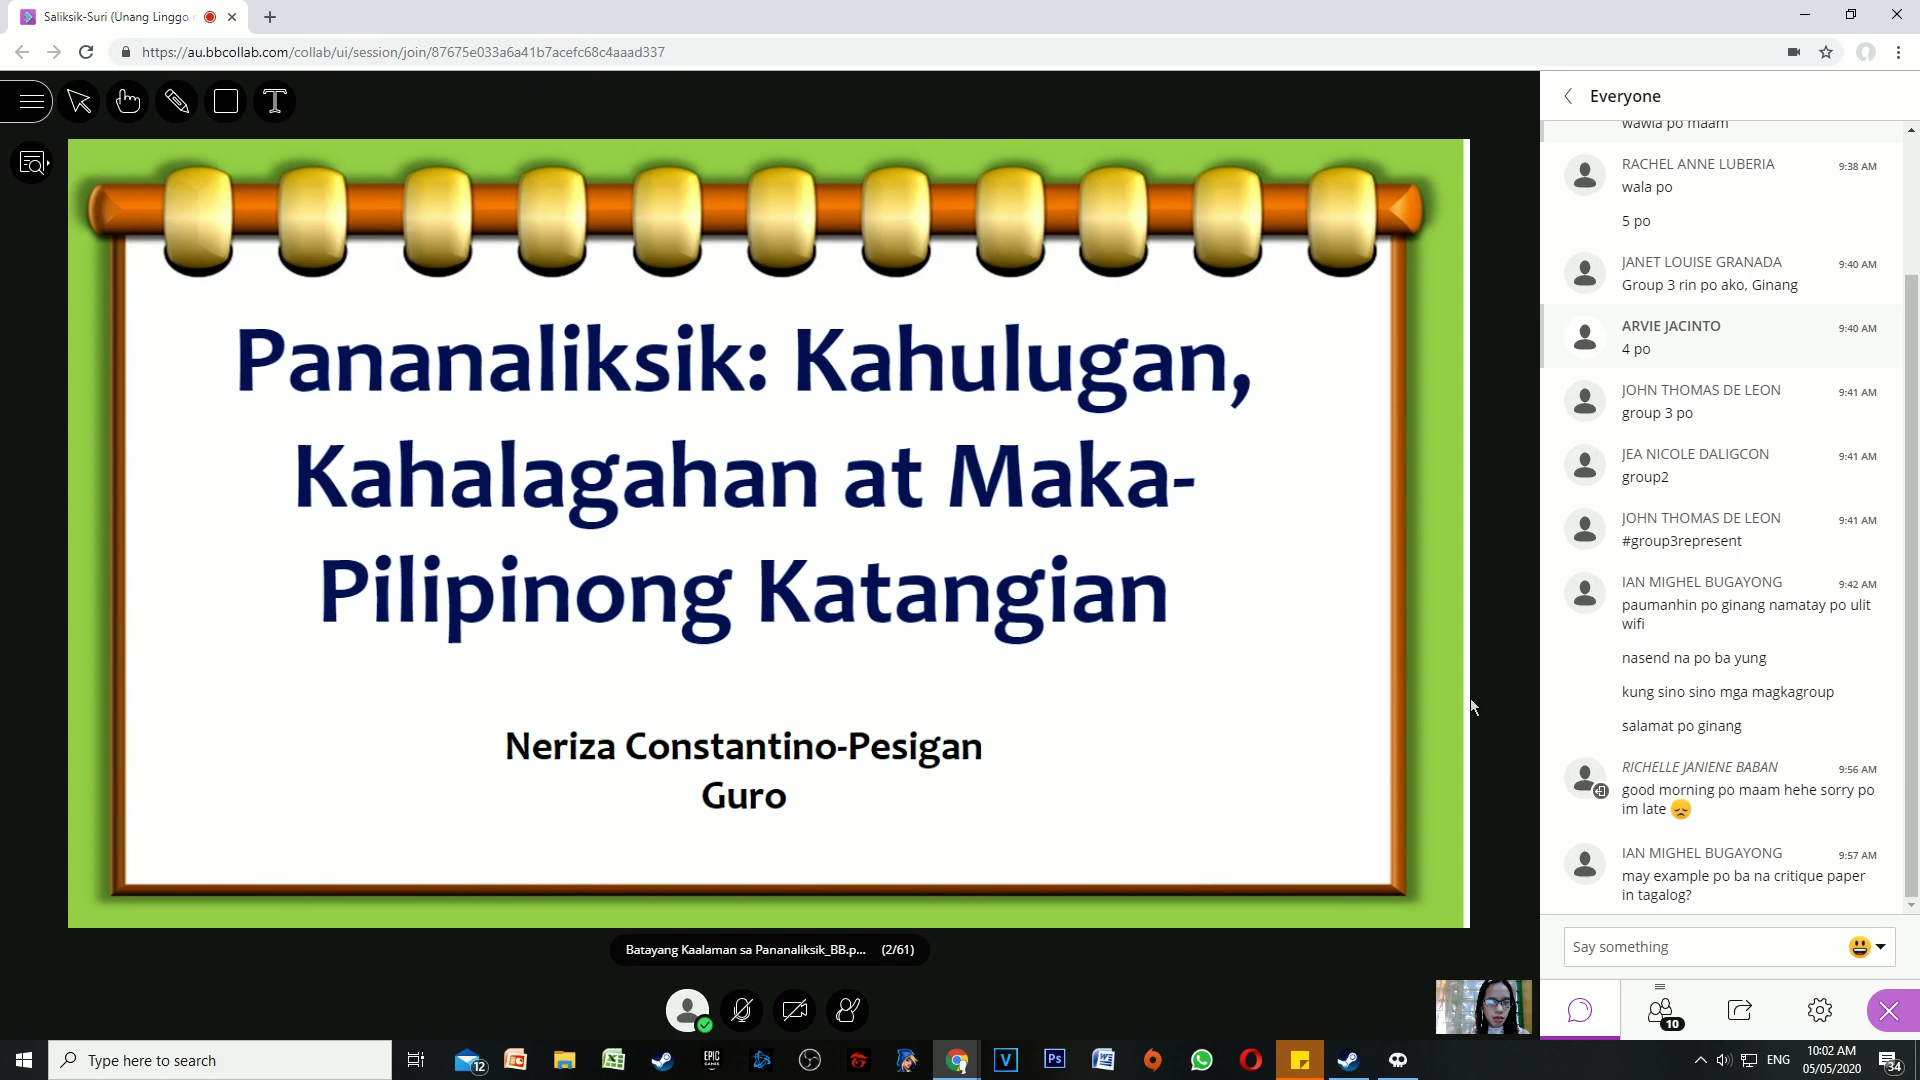 Saliksik-Suri (Unang Linggo
https://au.bbcollab.com/collab/ui/session/join/87675e033a6a41b7acefc68c4aaad337
Pananaliksik: Kahulugan,
Kahalagahan at Maka-
Pilipinong Katangian
Neriza Constantino-Pesigan
Guro
Batayang Kaalaman sa Pananaliksik_BB.p... (2/61)
Everyone
wawla po maam
RACHEL ANNE LUBERIA 9:38 AM
wala po
5 po
JANET LOUISE GRANADA 9:40 AM
Group 3 rin po ako, Ginang
ARVIE JACINTO 9:40 AM
4 po
JOHN THOMAS DE LEON 9:41 AM
group 3 po
JEA NICOLE DALIGCON 9:41 AM
group2
JOHN THOMAS DE LEON 9:41 AM
#group3represent
IAN MIGHEL BUGAYONG 9:42 AM
paumanhin po ginang namatay po ulit
wifi
nasend na po ba yung
kung sino sino mga magkagroup
salamat po ginang
RICHELLE JANIENE BABAN 9:56 AM
good morning po maam hehe sorry po
im late 😞
IAN MIGHEL BUGAYONG 9:57 AM
may example po ba na critique paper
in tagalog?
Say something
10
Type here to search
12
EPIC
GAMES
V
Ps
ENG
10:02 AM
05/05/2020
34